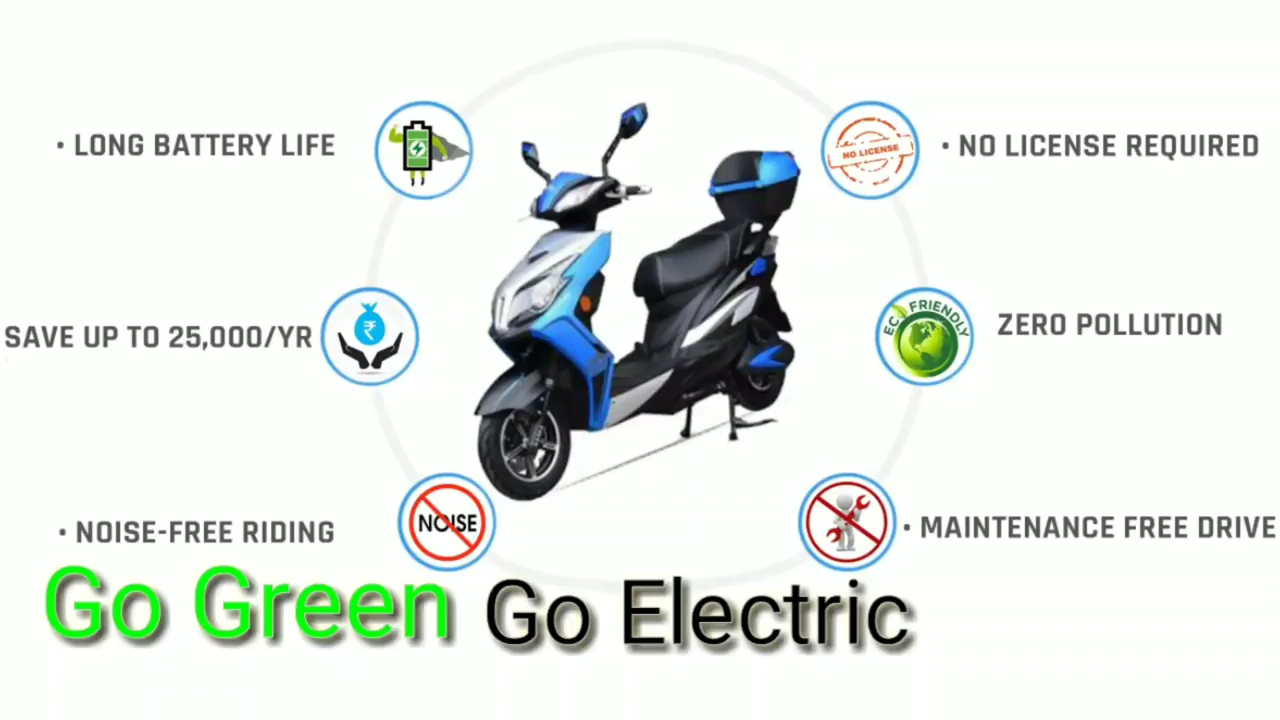 • LONG BATTERY LIFE
NO LICENSE
• NO LICENSE REQUIRED
SAVE UP TO 25,000/YR
₹
ECO FRIENDLY
ZERO POLLUTION
• NOISE-FREE RIDING
NOISE
• MAINTENANCE FREE DRIVE
Go Green Go Electric